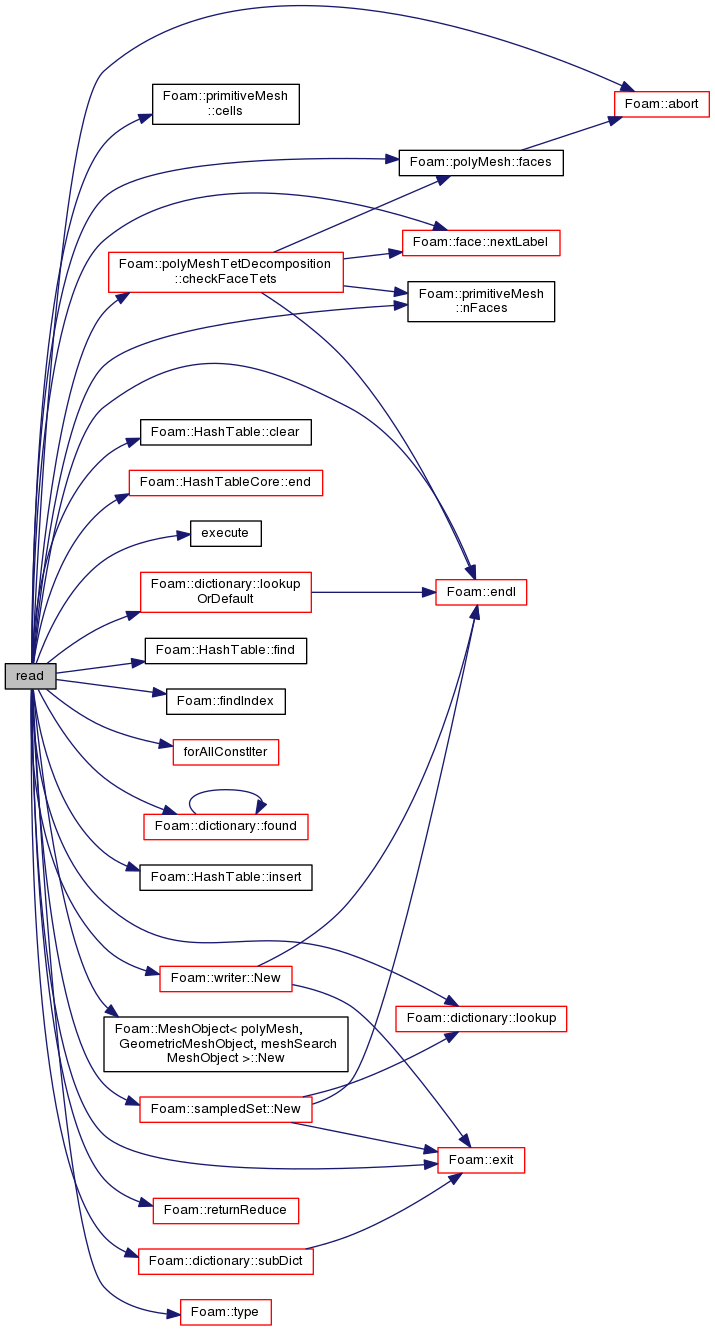 Foam::abort
Foam::primitiveMesh
::cells
Foam::polyMesh::faces
Foam::face::nextLabel
Foam::polyMeshTetDecomposition
::checkFaceTets
Foam::primitiveMesh
::nFaces
Foam::HashTable::clear
Foam::HashTableCore::end
execute
Foam::dictionary::lookup
OrDefault
Foam::endl
Foam::HashTable::find
read
Foam::findIndex
forAllConstIter
Foam::dictionary::found
Foam::HashTable::insert
Foam::writer::New
Foam::dictionary::lookup
Foam::MeshObject< polyMesh,
GeometricMeshObject, meshSearch
MeshObject >::New
Foam::sampledSet::New
Foam::exit
Foam::returnReduce
Foam::dictionary::subDict
Foam::type